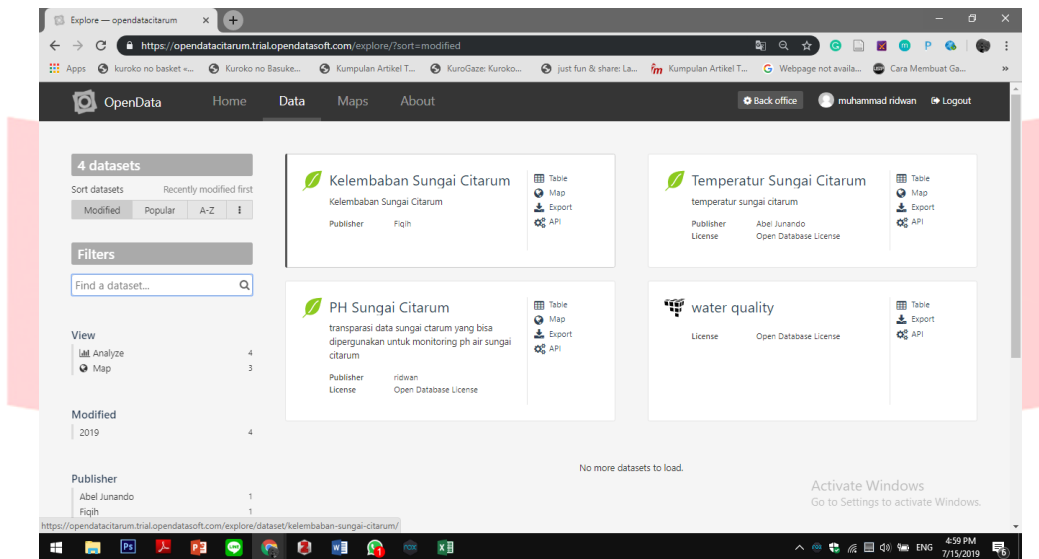 Explore — opendatacitarum
https://opendatacitarum.trial.opendatasoft.com/explore/?sort=modified
Apps
kuroko no basket «...
Kuroko no Basuke...
Kumpulan Artikel T...
KuroGaze: Kuroko...
just fun & share: La...
Kumpulan Artikel T...
Webpage not availa...
Cara Membuat Ga...
OpenData
Home
Data
Maps
About
Back office
muhammad ridwan
Logout
4 datasets
Sort datasets
Recently modified first
Modified
Popular
A-Z
Filters
Find a dataset...
View
Analyze 4
Map 3
Modified
2019 4
Publisher
Abel Junando 1
Fiqih 1
Kelembaban Sungai Citarum
Kelembaban Sungai Citarum
Publisher Fiqih
Table
Map
Export
API
Temperatur Sungai Citarum
temperatur sungai citarum
Publisher Abel Junando
License Open Database License
Table
Map
Export
API
PH Sungai Citarum
transparasi data sungai ctarum yang bisa
dipergunakan untuk monitoring ph air sungai
citarum
Publisher ridwan
License Open Database License
Table
Map
Export
API
water quality
License Open Database License
Table
Export
API
No more datasets to load.
Activate Windows
Go to Settings to activate Windows.
https://opendatacitarum.trial.opendatasoft.com/explore/dataset/kelembaban-sungai-citarum/
ENG
4:59 PM
7/15/2019